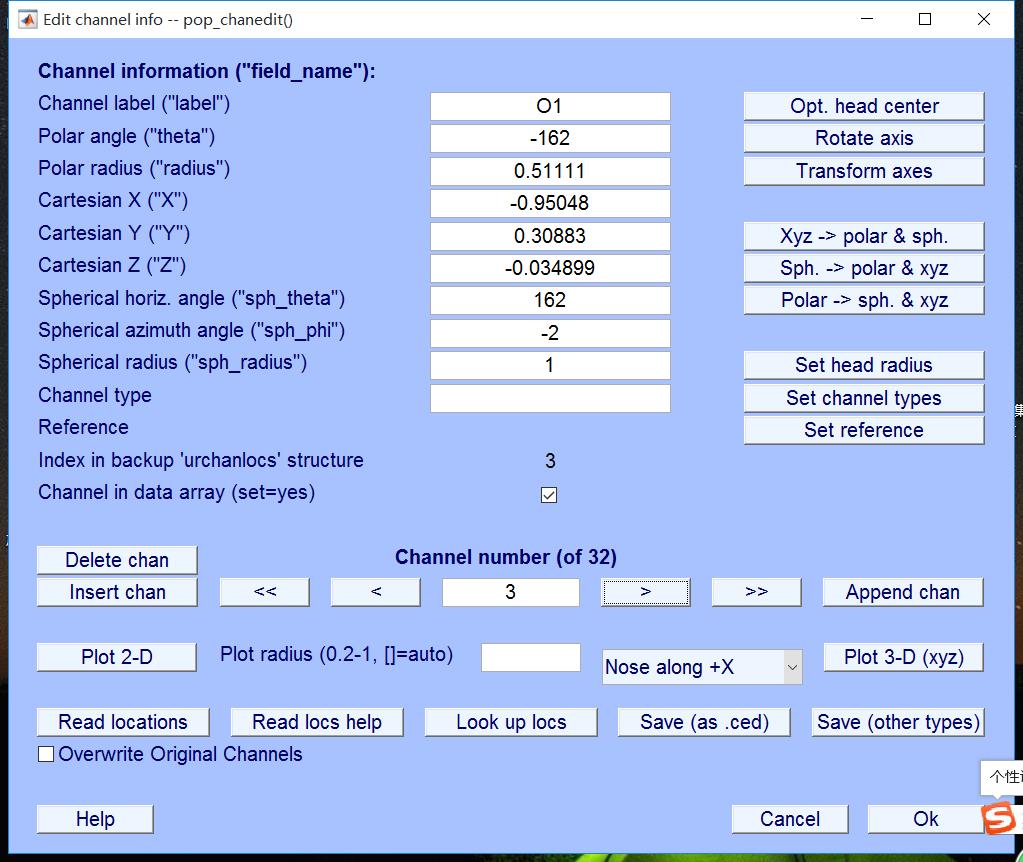 Edit channel info -- pop_chanedit()
Channel information ("field_name"):
Channel label ("label") O1 Opt. head center
Polar angle ("theta") -162 Rotate axis
Polar radius ("radius") 0.51111 Transform axes
Cartesian X ("X") -0.95048
Cartesian Y ("Y") 0.30883 Xyz -> polar & sph.
Cartesian Z ("Z") -0.034899 Sph. -> polar & xyz
Spherical horiz. angle ("sph_theta") 162 Polar -> sph. & xyz
Spherical azimuth angle ("sph_phi") -2
Spherical radius ("sph_radius") 1 Set head radius
Channel type Set channel types
Reference Set reference
Index in backup 'urchanlocs' structure 3
Channel in data array (set=yes)
Delete chan Channel number (of 32)
Insert chan << < 3 > >> Append chan
Plot 2-D Plot radius (0.2-1, []=auto) Nose along +X Plot 3-D (xyz)
Read locations Read locs help Look up locs Save (as .ced) Save (other types)
Overwrite Original Channels
个性
Help Cancel Ok
S